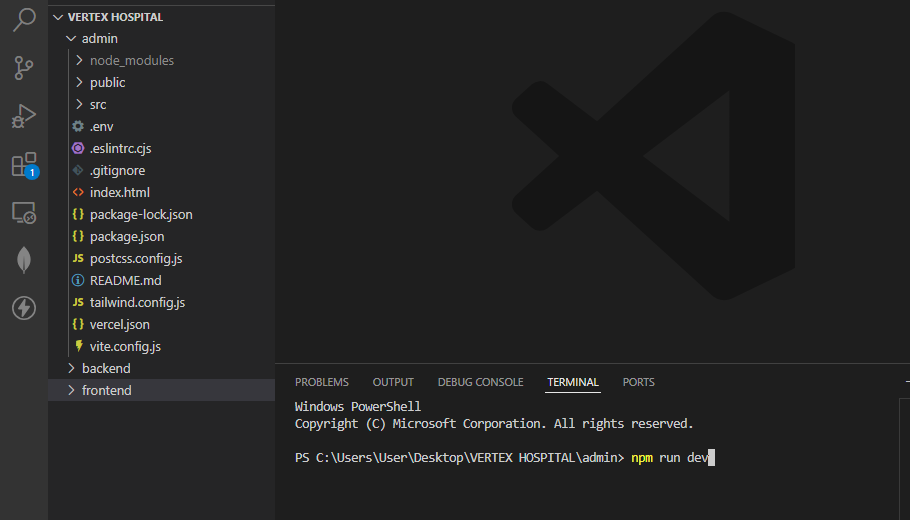 VERTEX HOSPITAL
admin
node_modules
public
src
.env
.eslintrc.cjs
.gitignore
index.html
package-lock.json
package.json
JS postcss.config.js
README.md
JS tailwind.config.js
vercel.json
vite.config.js
backend
frontend
1
PROBLEMS OUTPUT DEBUG CONSOLE TERMINAL PORTS
Windows PowerShell
Copyright (C) Microsoft Corporation. All rights reserved.
PS C:\Users\User\Desktop\VERTEX HOSPITAL\admin> npm run dev